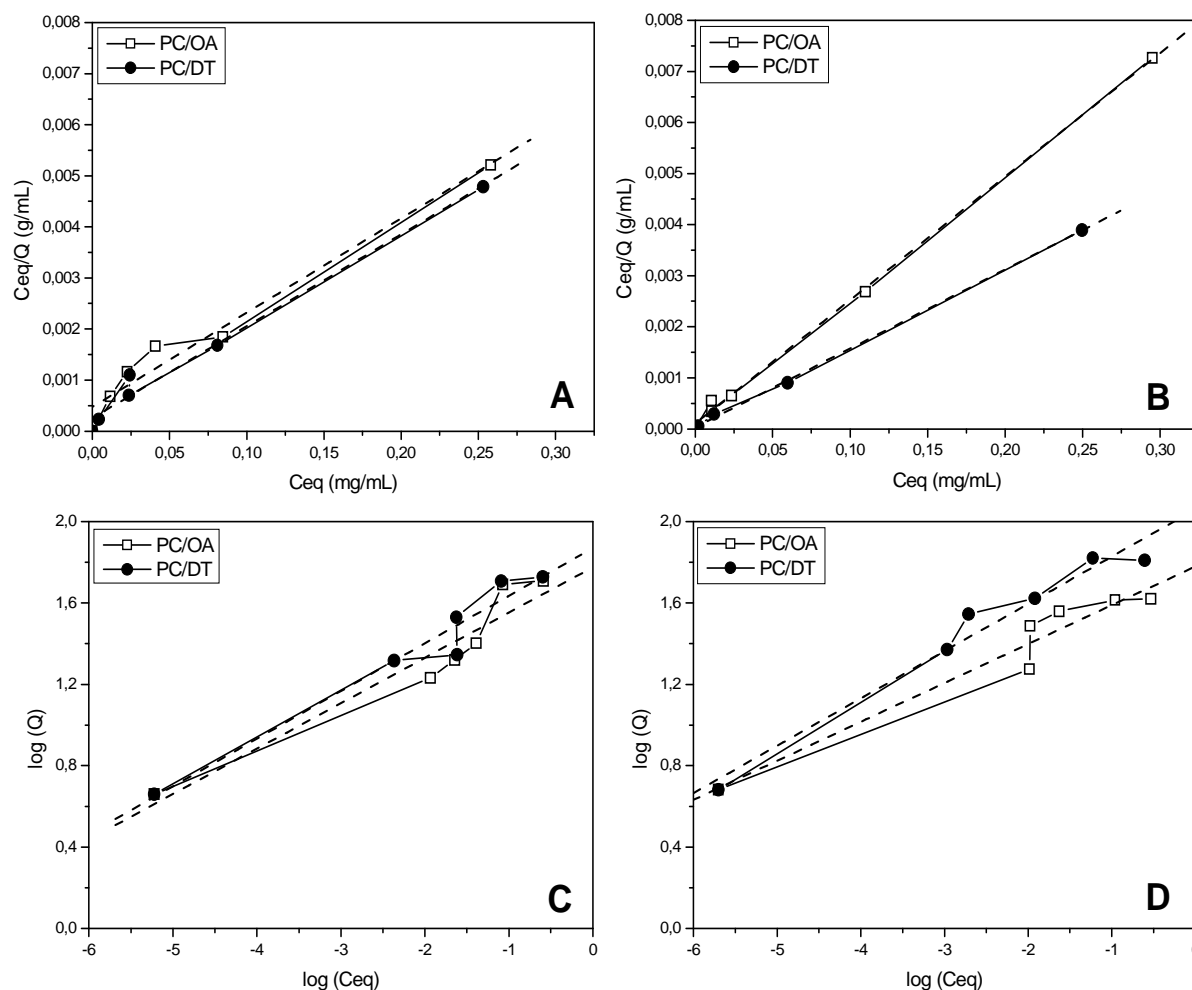 PC/OA
PC/DT
0,008
0,007
0,006
0,005
0,004
0,003
0,002
0,001
0,000
Ceq/Q (g/mL)
0,00 0,05 0,10 0,15 0,20 0,25 0,30
Ceq (mg/mL)
A
PC/OA
PC/DT
0,008
0,007
0,006
0,005
0,004
0,003
0,002
0,001
0,000
Ceq/Q (g/mL)
0,00 0,05 0,10 0,15 0,20 0,25 0,30
Ceq (mg/mL)
B
PC/OA
PC/DT
2,0
1,6
1,2
0,8
0,4
0,0
log (Q)
-6 -5 -4 -3 -2 -1 0
log (Ceq)
C
PC/OA
PC/DT
2,0
1,6
1,2
0,8
0,4
0,0
log (Q)
-6 -5 -4 -3 -2 -1
log (Ceq)
D